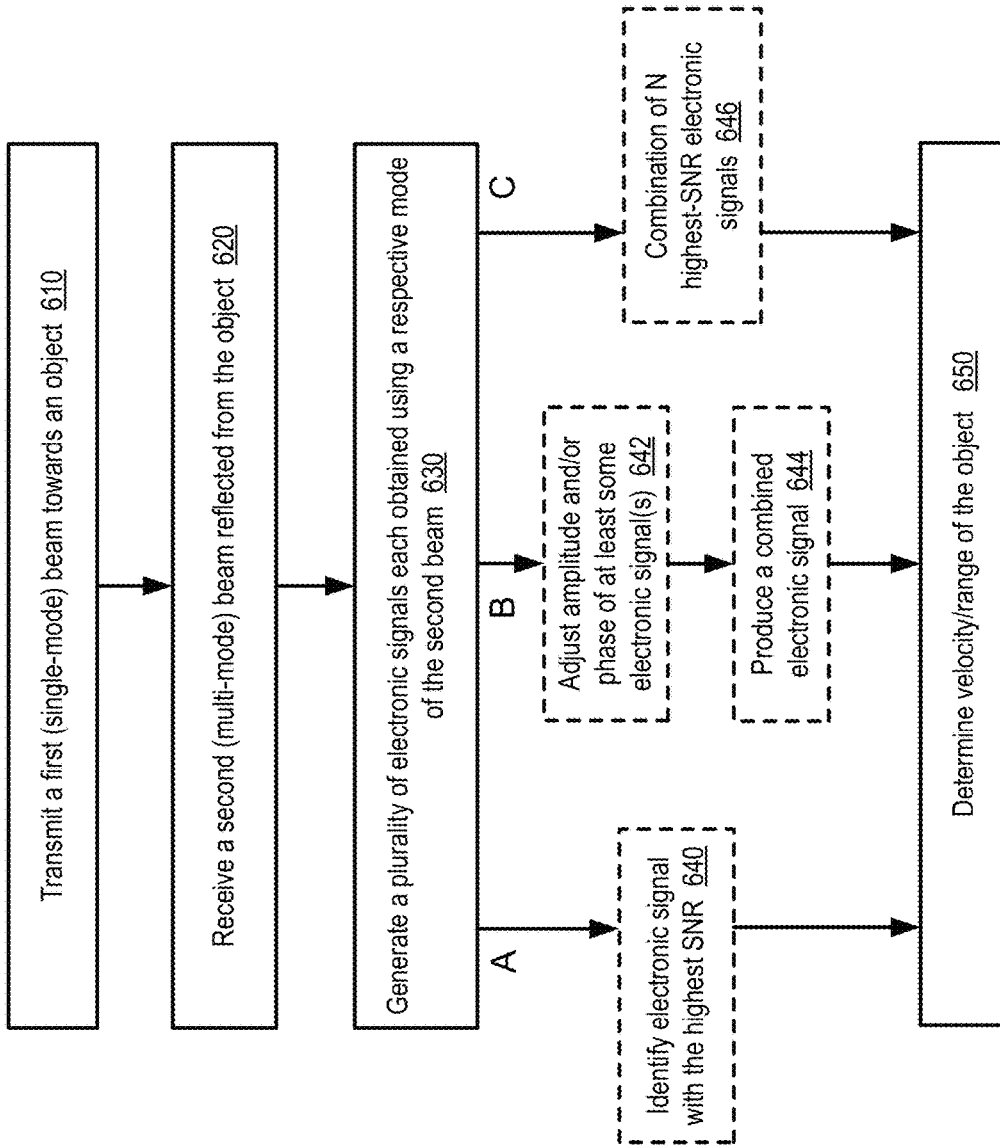 Transmit a first (single-mode) beam towards an object 610
Receive a second (multi-mode) beam reflected from the object 620
Generate a plurality of electronic signals each obtained using a respective mode
of the second beam 630
A
B
C
Identify electronic signal
with the highest SNR 640
Adjust amplitude and/or
phase of at least some
electronic signal(s) 642
Produce a combined
electronic signal 644
Combination of N
highest-SNR electronic
signals 646
Determine velocity/range of the object 650